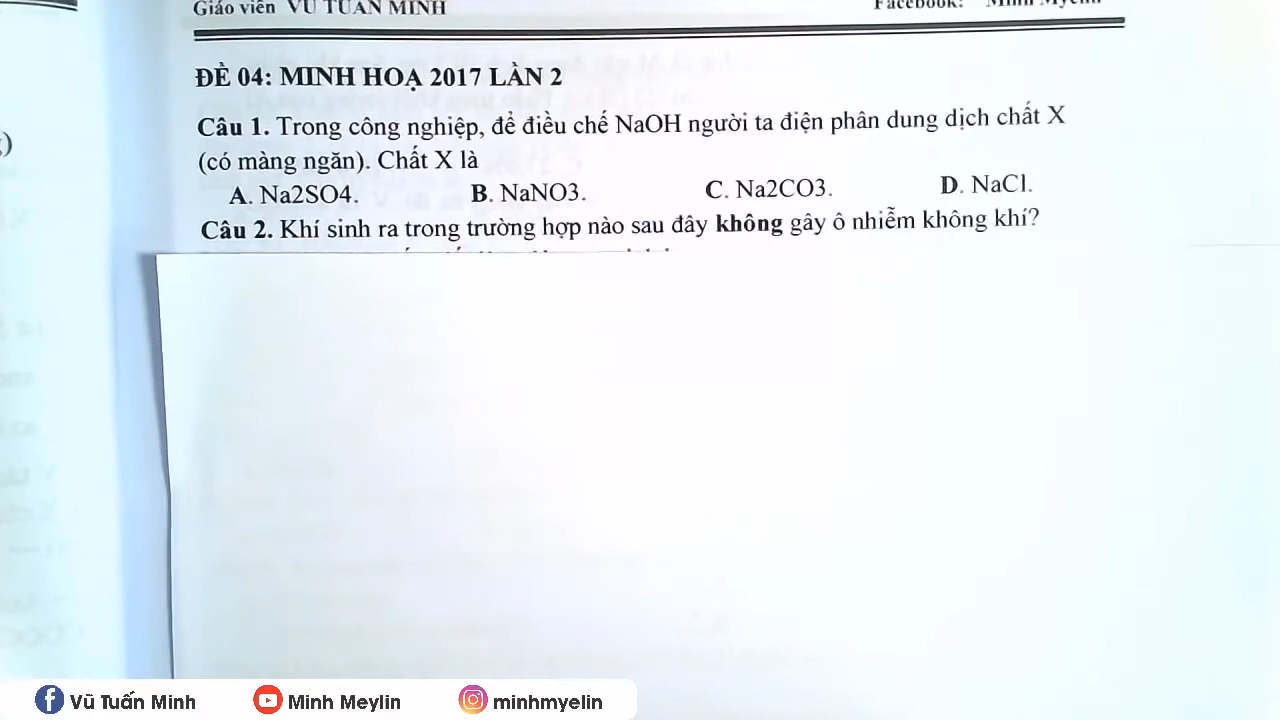 Giáo viên VŨ TUẤN MINH
Facebook: Minh Myelin
ĐỀ 04: MINH HOẠ 2017 LẦN 2
Câu 1. Trong công nghiệp, để điều chế NaOH người ta điện phân dung dịch chất X
(có màng ngăn). Chất X là
A. Na2SO4. B. NaNO3. C. Na2CO3. D. NaCl.
Câu 2. Khí sinh ra trong trường hợp nào sau đây không gây ô nhiễm không khí?
Vũ Tuấn Minh Minh Meylin minhmyelin